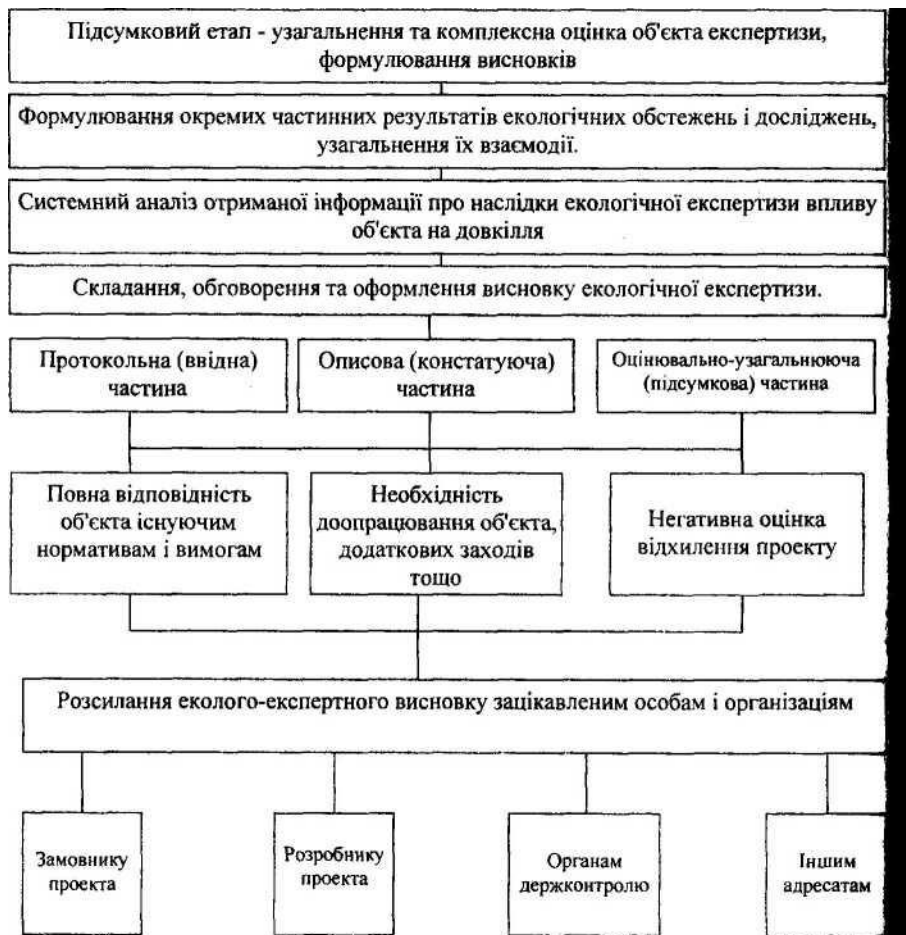 Підсумковий етап - узагальнення та комплексна оцінка об'єкта експертизи,
формулювання висновків
Формулювання окремих частинних результатів екологічних обстежень і досліджень,
узагальнення їх взаємодії.
Системний аналіз отриманої інформації про наслідки екологічної експертизи впливу
об'єкта на довкілля
Складання, обговорення та оформлення висновку екологічної експертизи.
Протокольна (ввідна)
частина
Описова (констатуюча)
частина
Оцінювально-узагальнююча
(підсумкова) частина
Повна відповідність
об'єкта існуючим
нормативам і вимогам
Необхідність
доопрацювання об'єкта,
додаткових заходів
тощо
Негативна оцінка
відхилення проекту
Розсилання еколого-експертного висновку зацікавленим особам і організаціям
Замовнику
проекта
Розробнику
проекта
Органам
держконтролю
Іншим
адресатам